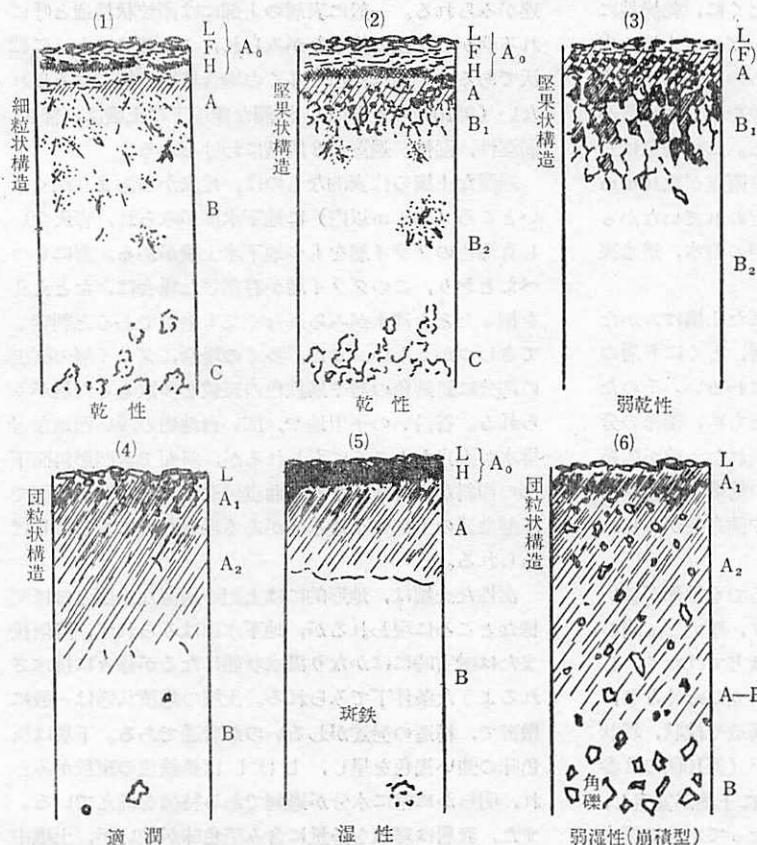 (1)
L
F
H
A₀
細粒状構造
B
C
乾性
(2)
L
F
H
A₀
堅果状構造
B₁
B₂
C
乾性
(3)
L
(F)
A
堅果状構造
B₁
B₂
弱乾性
(4)
L
A₁
団粒状構造
A₂
B
適潤
(5)
L
H
A₀
A
B
斑鉄
湿性
(6)
L
A₁
団粒状構造
A₂
A-B
B
角礫
弱湿性(崩積型)